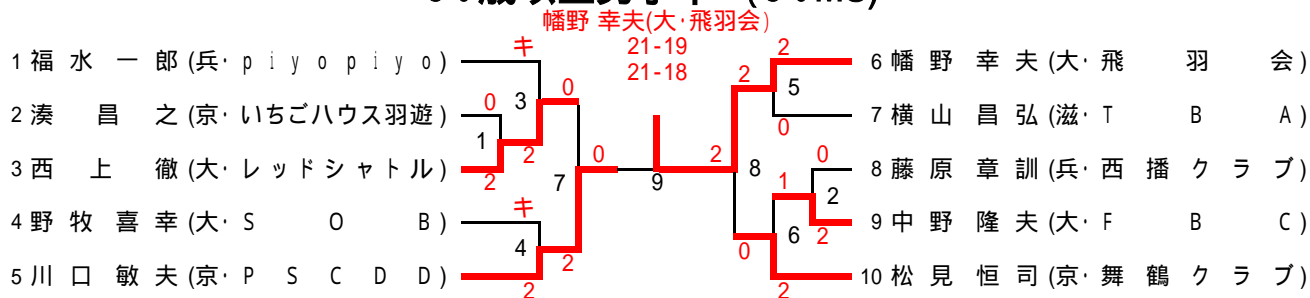 幡野 幸夫(大･飛羽会)
21-19
21-18
1 福水一郎(兵･piyopiyo)
2 湊昌之(京･いちごハウス羽遊)
3 西上徹(大･レッドシャトル)
4 野牧喜幸(大･SOB)
5 川口敏夫(京･PSCDD)
キ
3
0
0
1
2
2
7
0
キ
4
2
2
9
2
2
5
0
8
0
1
2
6
2
0
2
6 幡野幸夫(大･飛羽会)
7 横山昌弘(滋･TBA)
8 藤原章訓(兵･西播クラブ)
9 中野隆夫(大･FBC)
10 松見恒司(京･舞鶴クラブ)